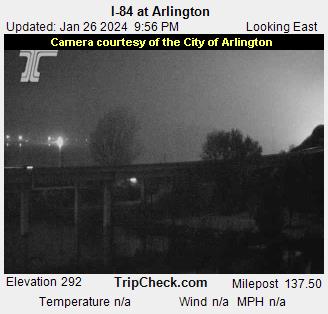 I-84 at Arlington
Updated: Jan 26 2024 9:56 PM Looking East
Camera courtesy of the City of Arlington
Elevation 292 TripCheck.com Milepost 137.50
Temperature n/a Wind n/a MPH n/a